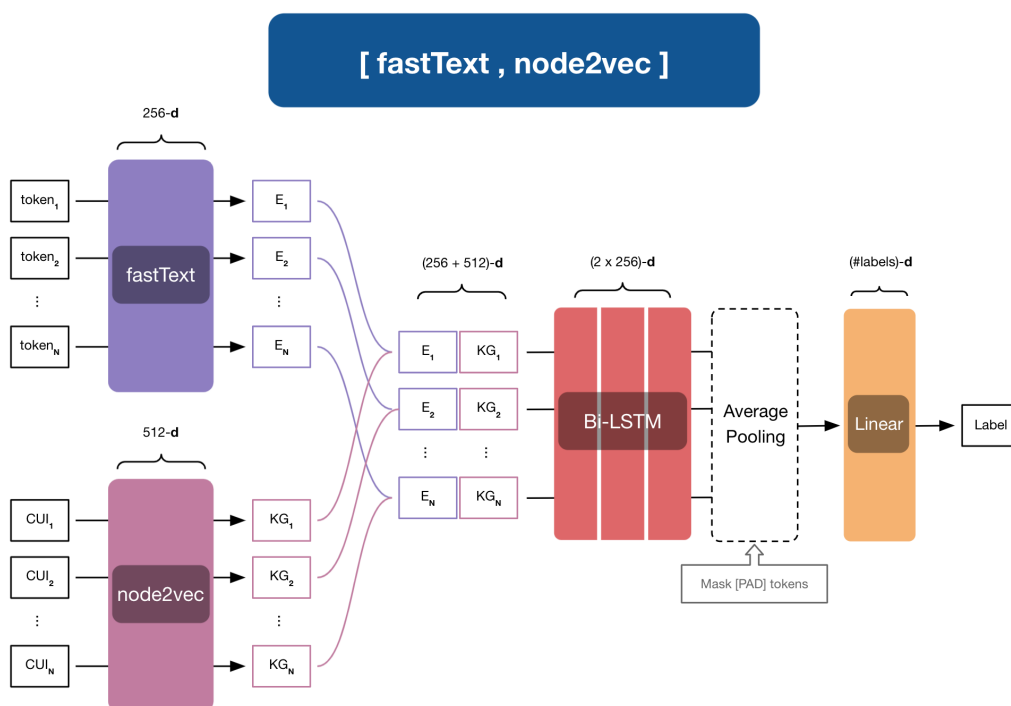 [ fastText , node2vec ]
256-d
token1
E1
token2
fastText
E2
⋮
⋮
tokenN
EN
(256 + 512)-d
(2 x 256)-d
(#labels)-d
E1 KG1
E2 KG2
⋮ ⋮
EN KGN
Bi-LSTM
Average
Pooling
Linear
Label
Mask [PAD] tokens
512-d
CUI1
KG1
CUI2
node2vec
KG2
⋮
⋮
CUIN
KGN